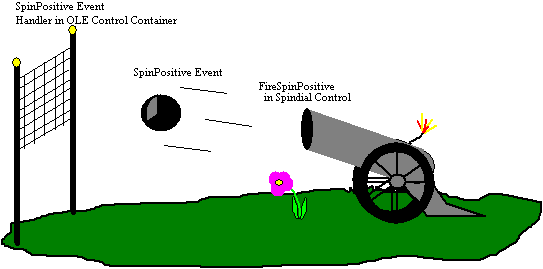 SpinPositive Event
Handler in OLE Control Container
SpinPositive Event
FireSpinPositive
in Spindial Control